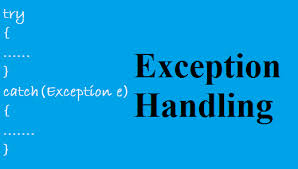 try
{
......
}
catch(Exception e)
{
.......
}
Exception
Handling